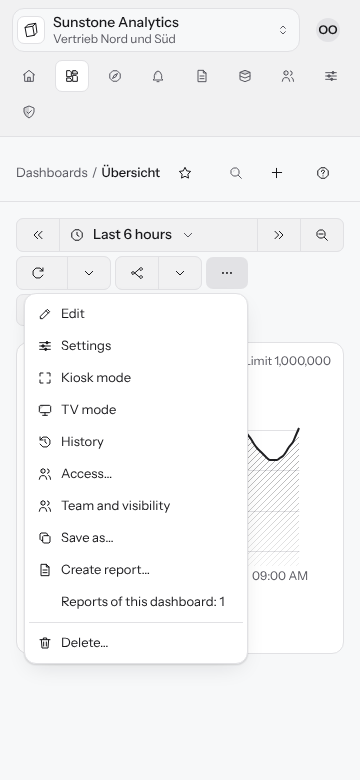 Sunstone Analytics
Vertrieb Nord und Süd
OO
Dashboards / Übersicht
Last 6 hours
Edit
Settings
Kiosk mode
TV mode
History
Access...
Team and visibility
Save as...
Create report...
Reports of this dashboard: 1
Delete...
Limit 1,000,000
09:00 AM